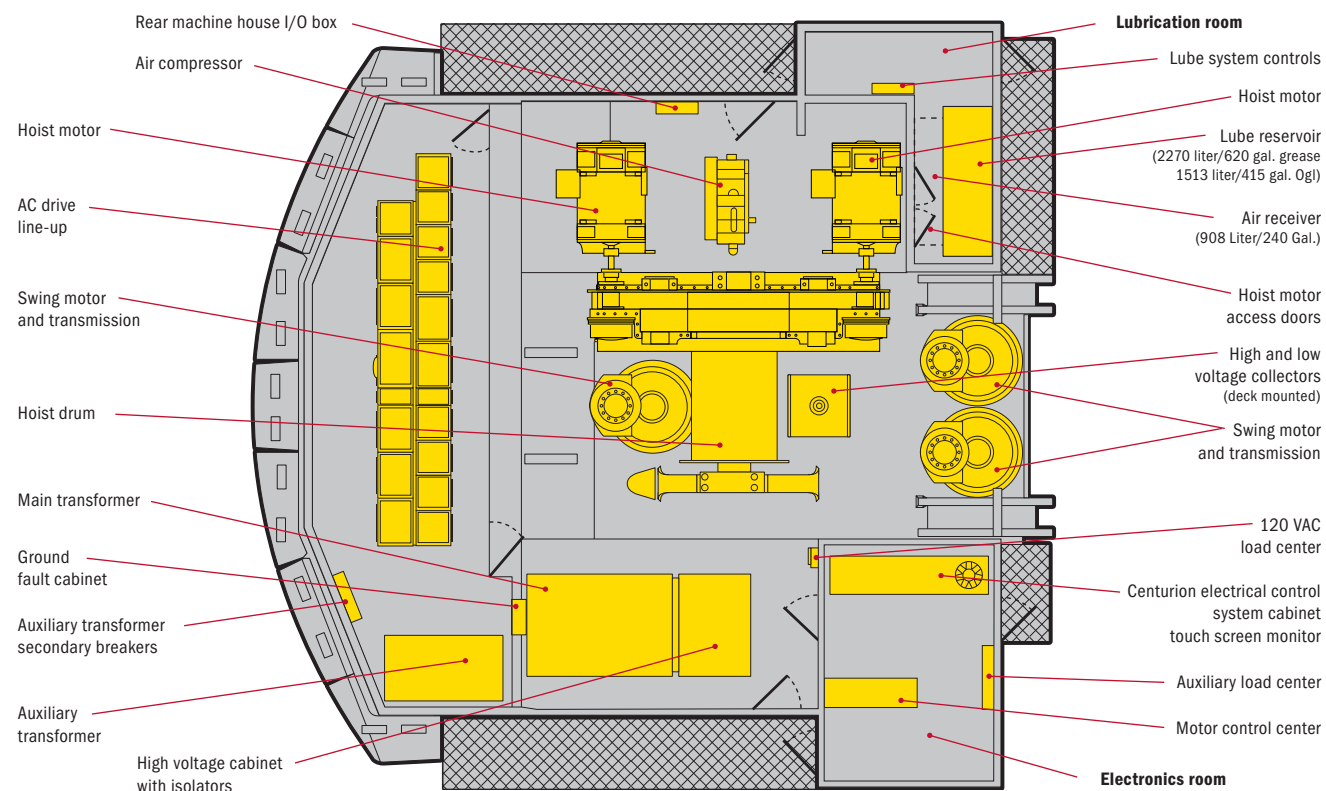 Rear machine house I/O box
Air compressor
Hoist motor
AC drive
line-up
Swing motor
and transmission
Hoist drum
Main transformer
Ground
fault cabinet
Auxiliary transformer
secondary breakers
Auxiliary
transformer
High voltage cabinet
with isolators
Lubrication room
Lube system controls
Hoist motor
Lube reservoir
(2270 liter/620 gal. grease
1513 liter/415 gal. Ogl)
Air receiver
(908 Liter/240 Gal.)
Hoist motor
access doors
High and low
voltage collectors
(deck mounted)
Swing motor
and transmission
120 VAC
load center
Centurion electrical control
system cabinet
touch screen monitor
Auxiliary load center
Motor control center
Electronics room